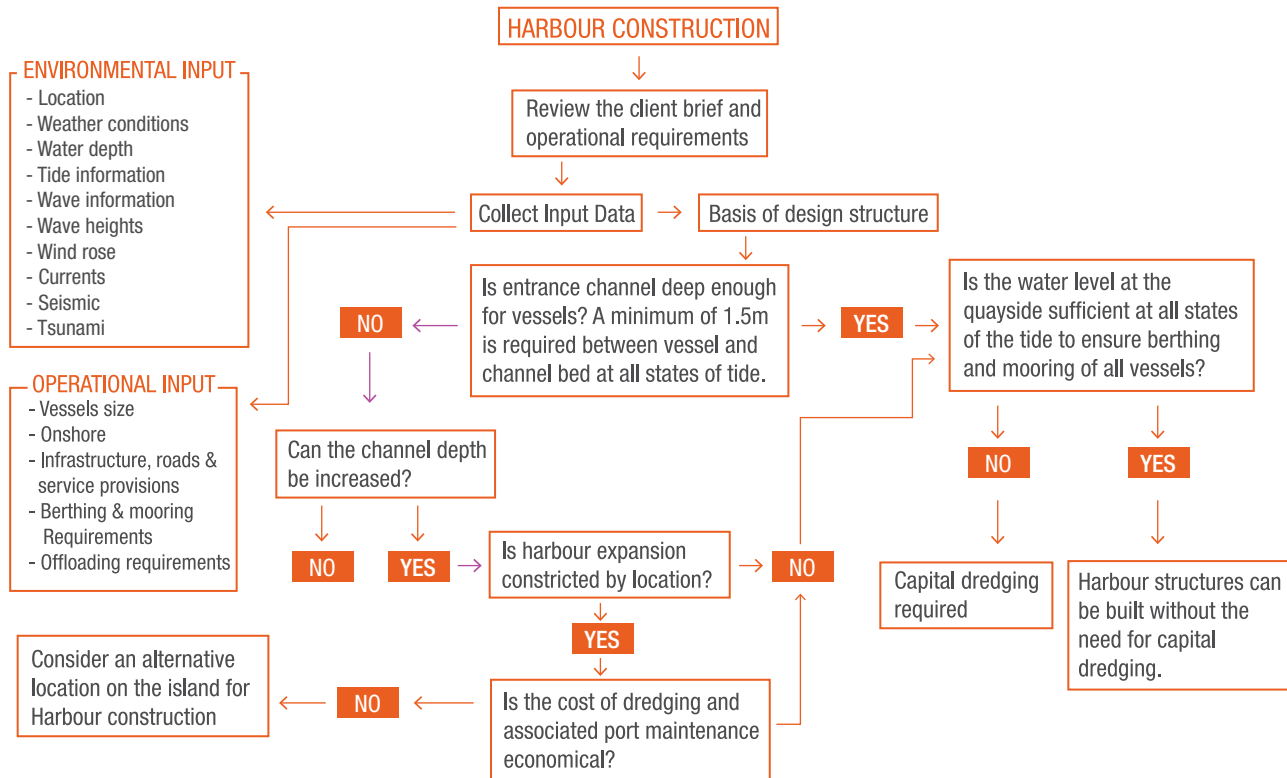 HARBOUR CONSTRUCTION
Review the client brief and
operational requirements
ENVIRONMENTAL INPUT
- Location
- Weather conditions
- Water depth
- Tide information
- Wave information
- Wave heights
- Wind rose
- Currents
- Seismic
- Tsunami
Collect Input Data
Basis of design structure
OPERATIONAL INPUT
- Vessels size
- Onshore
- Infrastructure, roads &
service provisions
- Berthing & mooring
Requirements
- Offloading requirements
Is entrance channel deep enough
for vessels? A minimum of 1.5m
is required between vessel and
channel bed at all states of tide.
NO
YES
Is the water level at the
quayside sufficient at all states
of the tide to ensure berthing
and mooring of all vessels?
Can the channel depth
be increased?
NO
YES
NO
YES
Is harbour expansion
constricted by location?
NO
YES
Capital dredging
required
Harbour structures can
be built without the
need for capital
dredging.
Consider an alternative
location on the island for
Harbour construction
NO
Is the cost of dredging and
associated port maintenance
economical?